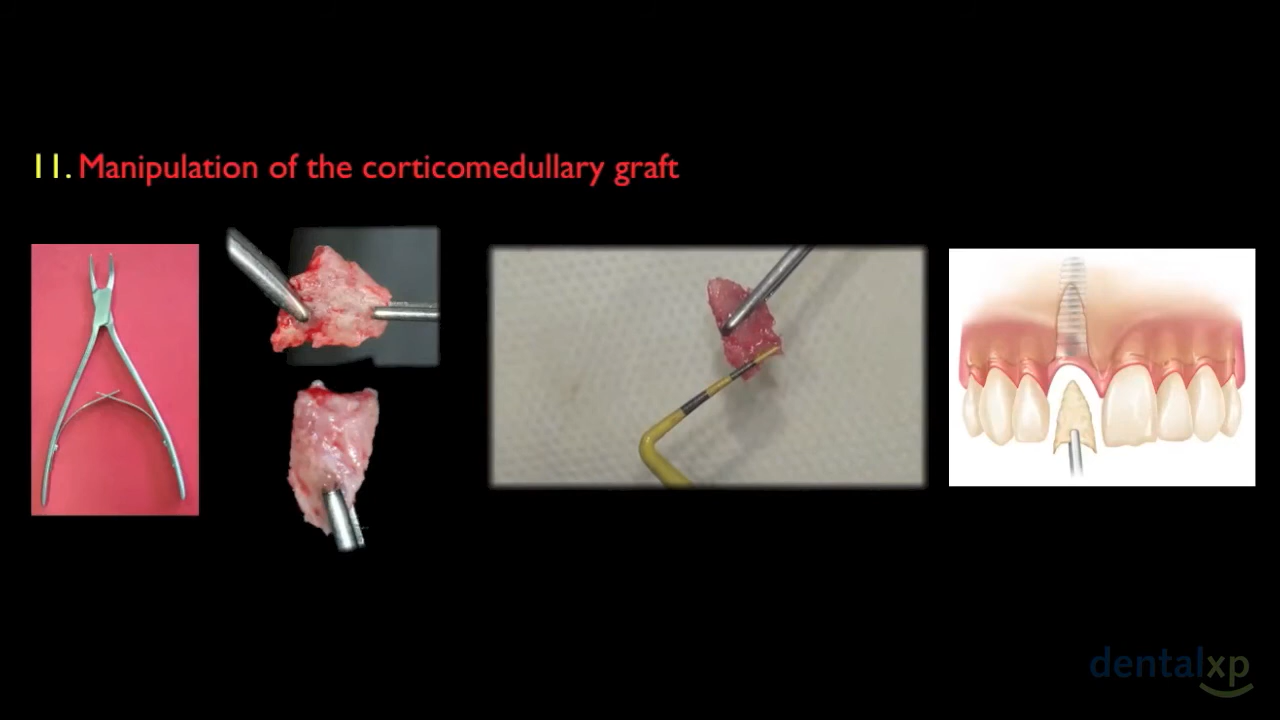 11. Manipulation of the corticomedullary graft
dentalxp